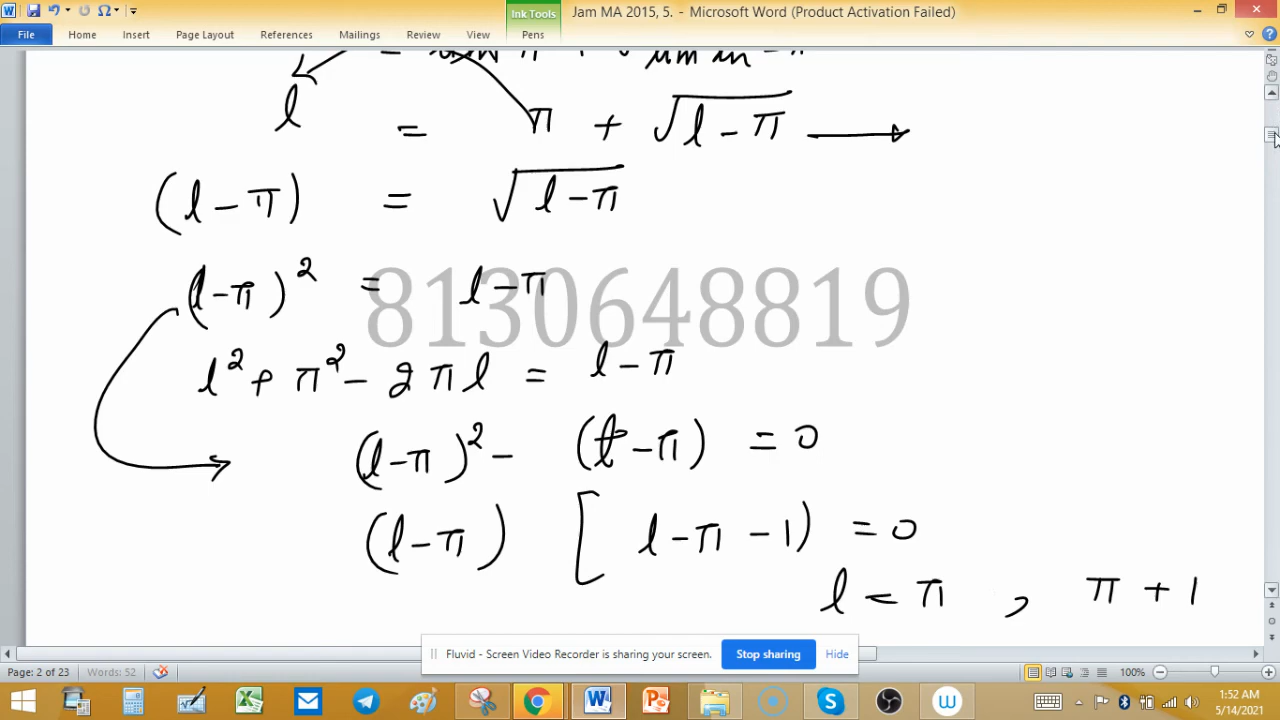 Ink Tools
Jam MA 2015, 5. - Microsoft Word (Product Activation Failed)
File Home Insert Page Layout References Mailings Review View Pens
l = π + √(l - π)
(l - π) = √(l - π)
(l - π)² = l - π
8130648819
l² + π² - 2πl = l - π
(l - π)² - (l - π) = 0
(l - π) [l - π - 1) = 0
l = π , π + 1
Fluvid - Screen Video Recorder is sharing your screen. Stop sharing Hide
Page: 2 of 23 Words: 52 100%
1:52 AM
5/14/2021